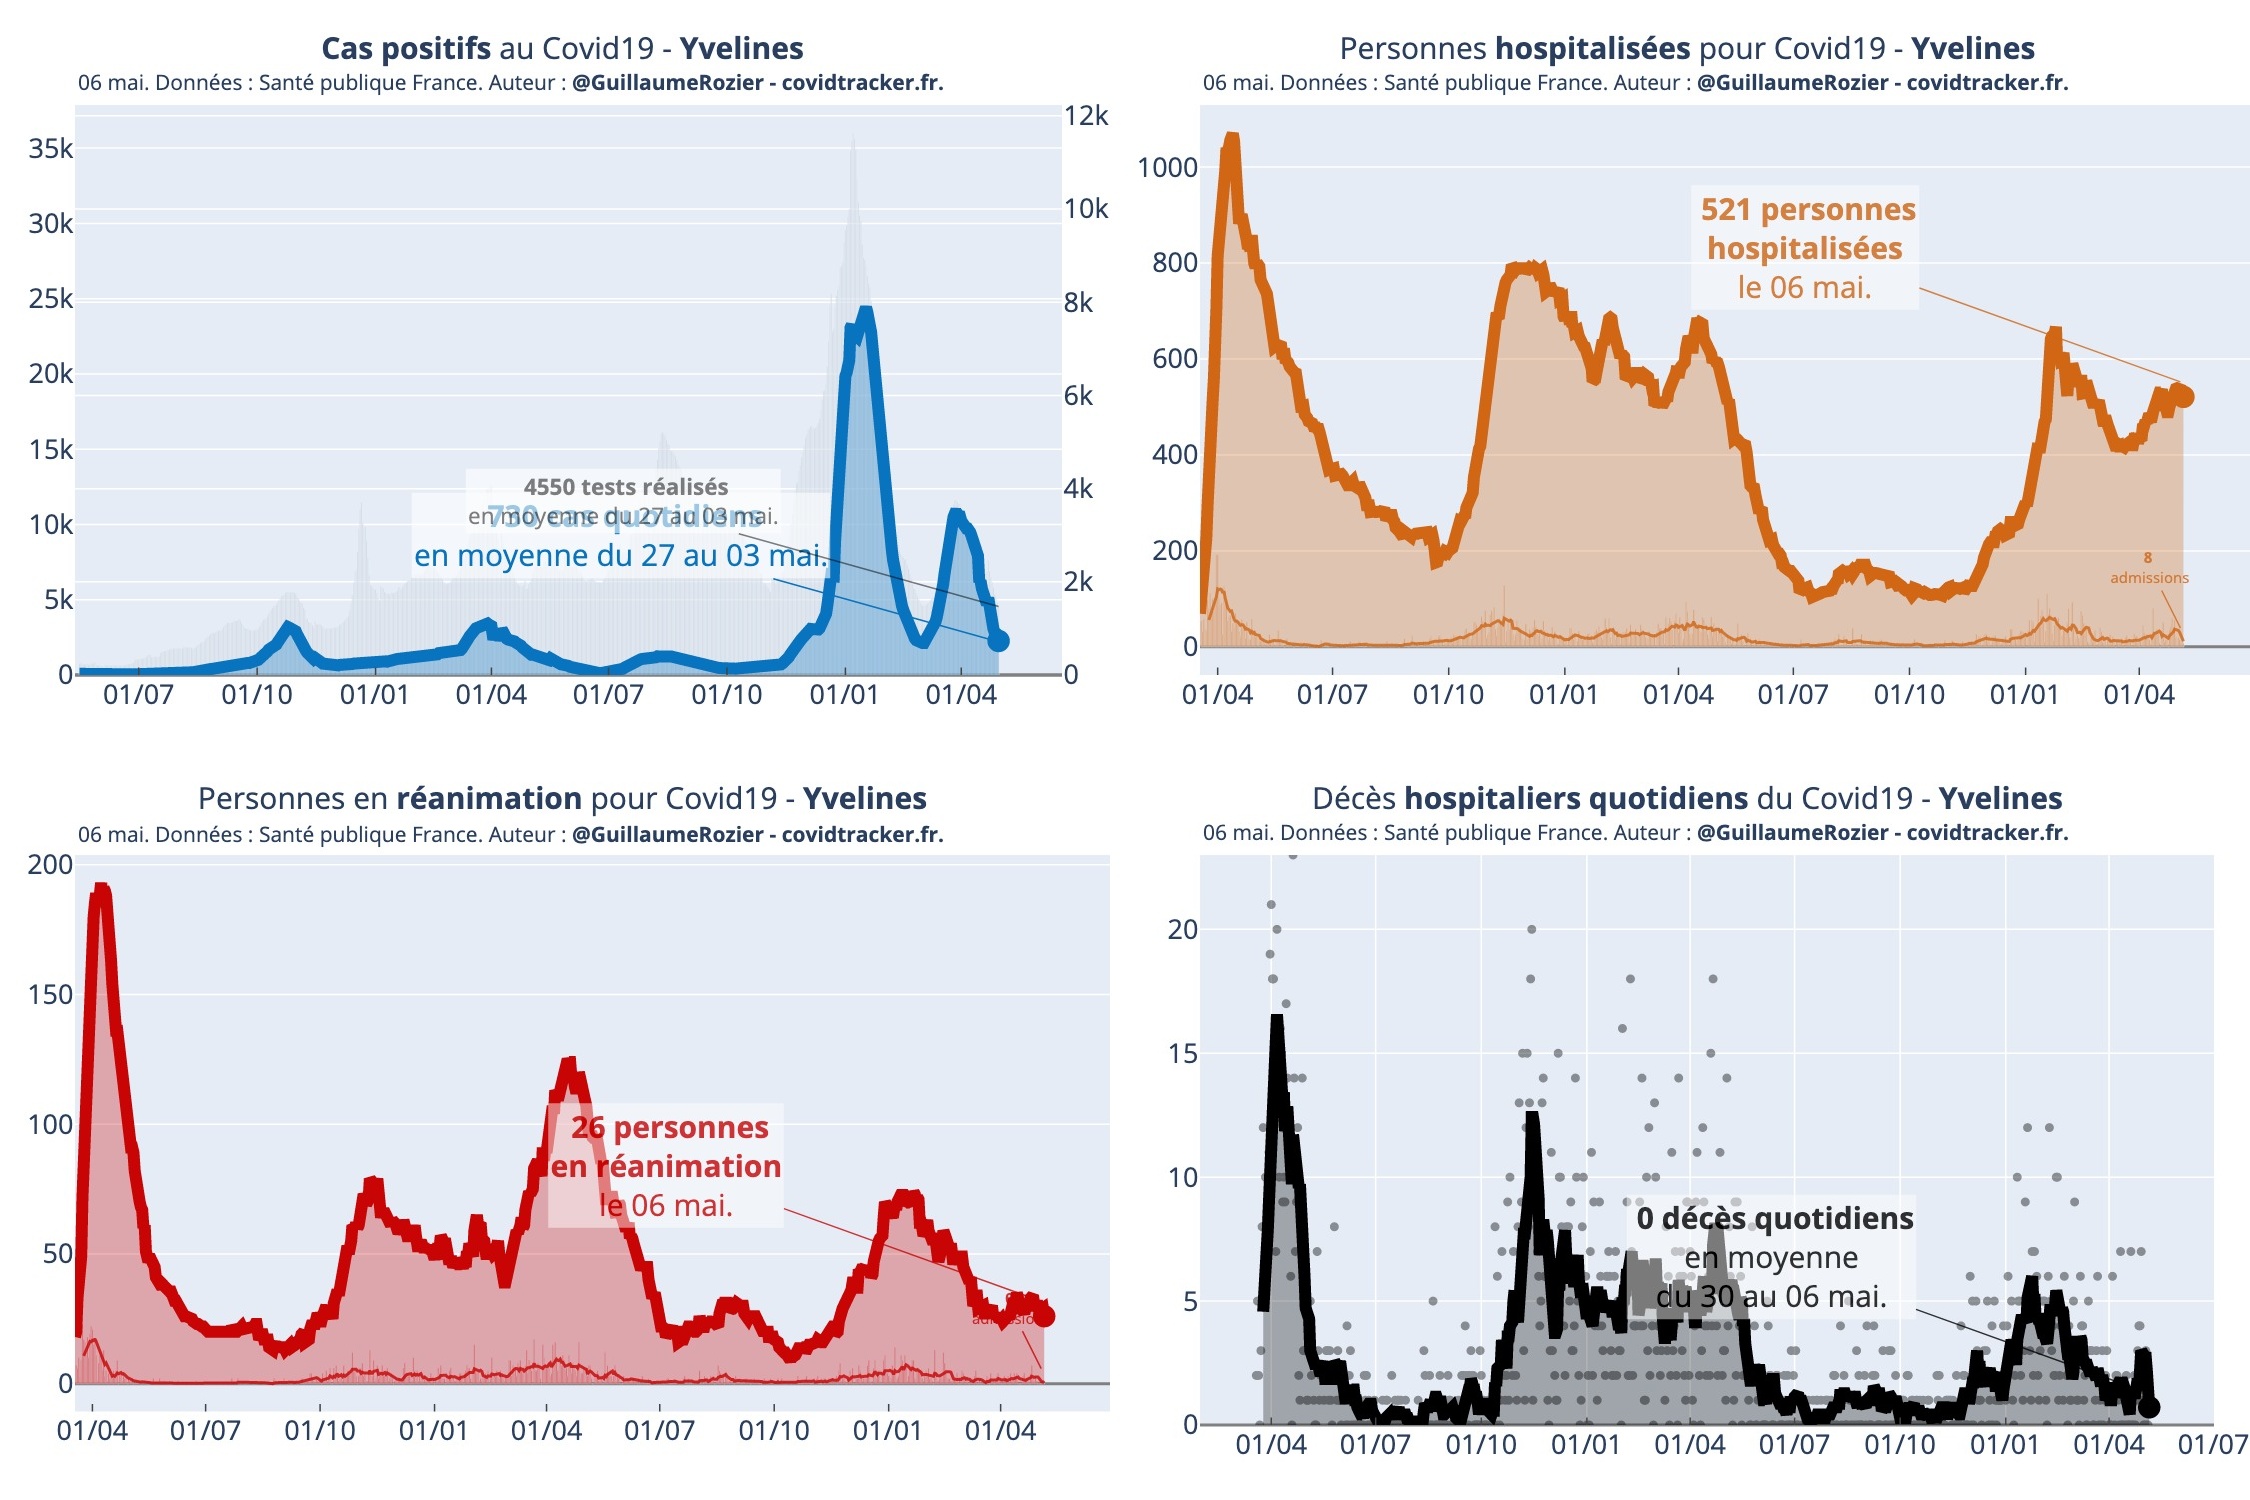 Cas positifs au Covid19 - Yvelines
06 mai. Données : Santé publique France. Auteur : @GuillaumeRozier - covidtracker.fr.
35k
30k
25k
20k
15k
10k
5k
0
12k
10k
8k
6k
4k
2k
0
4550 tests réalisés
en moyenne du 27 au 03 mai.
730 cas quotidiens
en moyenne du 27 au 03 mai.
01/07 01/10 01/01 01/04 01/07 01/10 01/01 01/04
Personnes hospitalisées pour Covid19 - Yvelines
06 mai. Données : Santé publique France. Auteur : @GuillaumeRozier - covidtracker.fr.
1000
800
600
400
200
0
521 personnes
hospitalisées
le 06 mai.
8
admissions
01/04 01/07 01/10 01/01 01/04 01/07 01/10 01/01 01/04
Personnes en réanimation pour Covid19 - Yvelines
06 mai. Données : Santé publique France. Auteur : @GuillaumeRozier - covidtracker.fr.
200
150
100
50
0
26 personnes
en réanimation
le 06 mai.
01/04 01/07 01/10 01/01 01/04 01/07 01/10 01/01 01/04
Décès hospitaliers quotidiens du Covid19 - Yvelines
06 mai. Données : Santé publique France. Auteur : @GuillaumeRozier - covidtracker.fr.
20
15
10
5
0
0 décès quotidiens
en moyenne
du 30 au 06 mai.
01/04 01/07 01/10 01/01 01/04 01/07 01/10 01/01 01/04 01/07